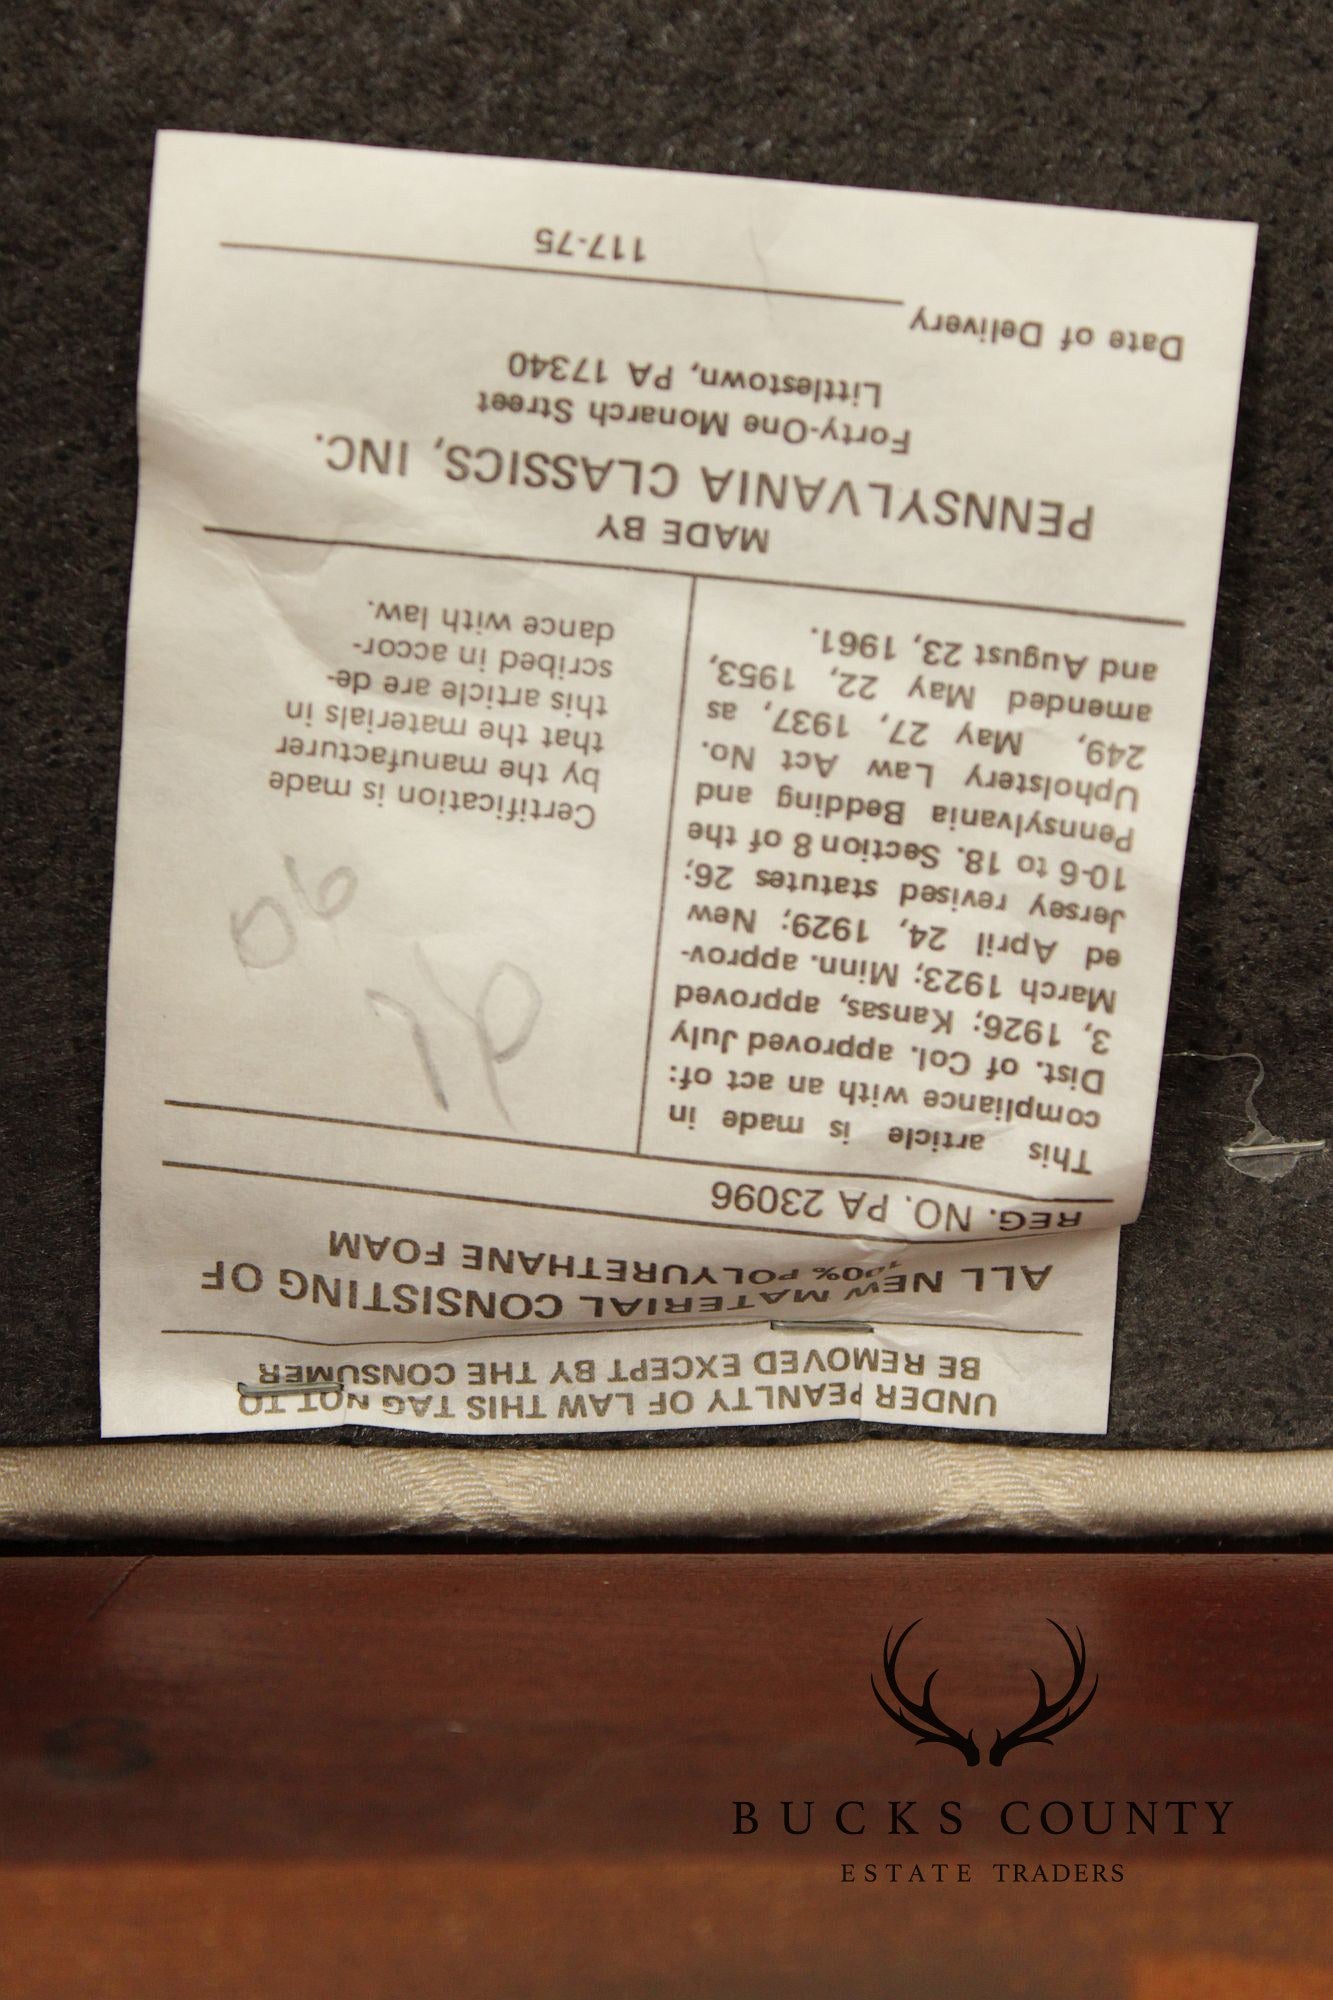 UNDER PEANLTY OF LAW THIS TAG NOT TO
BE REMOVED EXCEPT BY THE CONSUMER
ALL NEW MATERIAL CONSISTING OF
100% POLYURETHANE FOAM
REG. NO. PA 23096
This article is made in
compliance with an act of:
Dist. of Col. approved July
3, 1926; Kansas, approved
March 1923; Minn. approv-
ed April 24, 1929; New
Jersey revised statutes 26;
10-6 to 18. Section 8 of the
Pennsylvania Bedding and
Upholstery Law Act No.
249, May 27, 1937, as
amended May 22, 1953,
and August 23, 1961.
Certification is made
by the manufacturer
that the materials in
this article are de-
scribed in accor-
dance with law.
MADE BY
PENNSYLVANIA CLASSICS, INC.
Forty-One Monarch Street
Littlestown, PA 17340
Date of Delivery
117-75
BUCKS COUNTY
ESTATE TRADERS